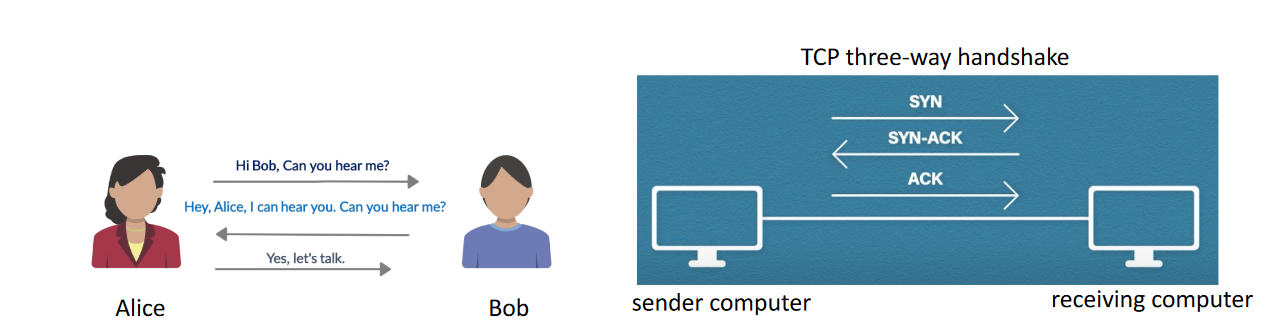 Hi Bob, Can you hear me?
Hey, Alice, I can hear you. Can you hear me?
Yes, let's talk.
Alice
Bob
TCP three-way handshake
SYN
SYN-ACK
ACK
sender computer
receiving computer